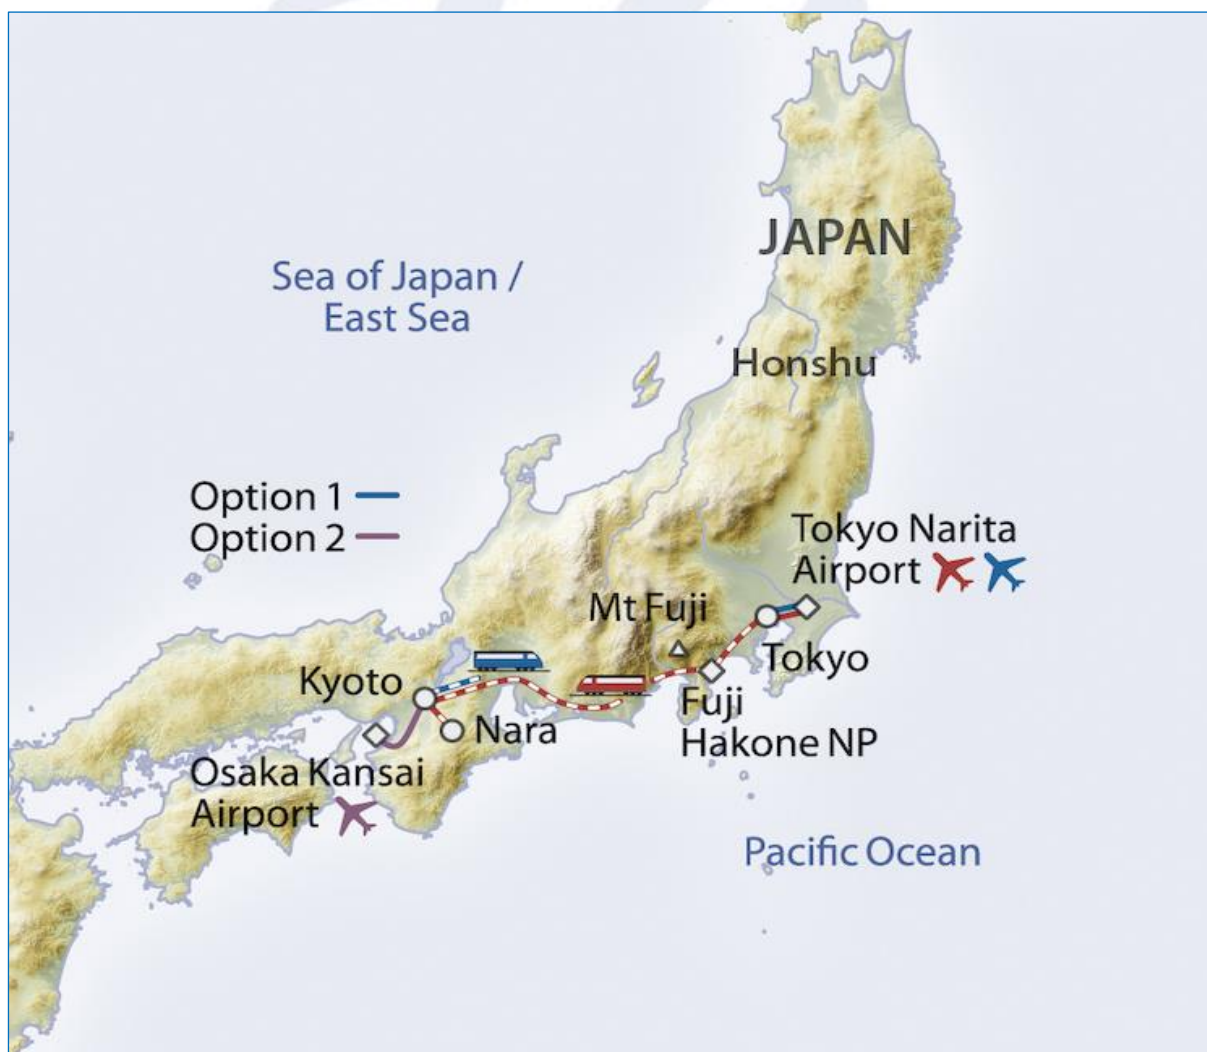 JAPAN
Sea of Japan /
East Sea
Honshu
Option 1
Option 2
Tokyo Narita
Airport
Mt Fuji
Tokyo
Kyoto
Fuji
Hakone NP
Nara
Osaka Kansai
Airport
Pacific Ocean